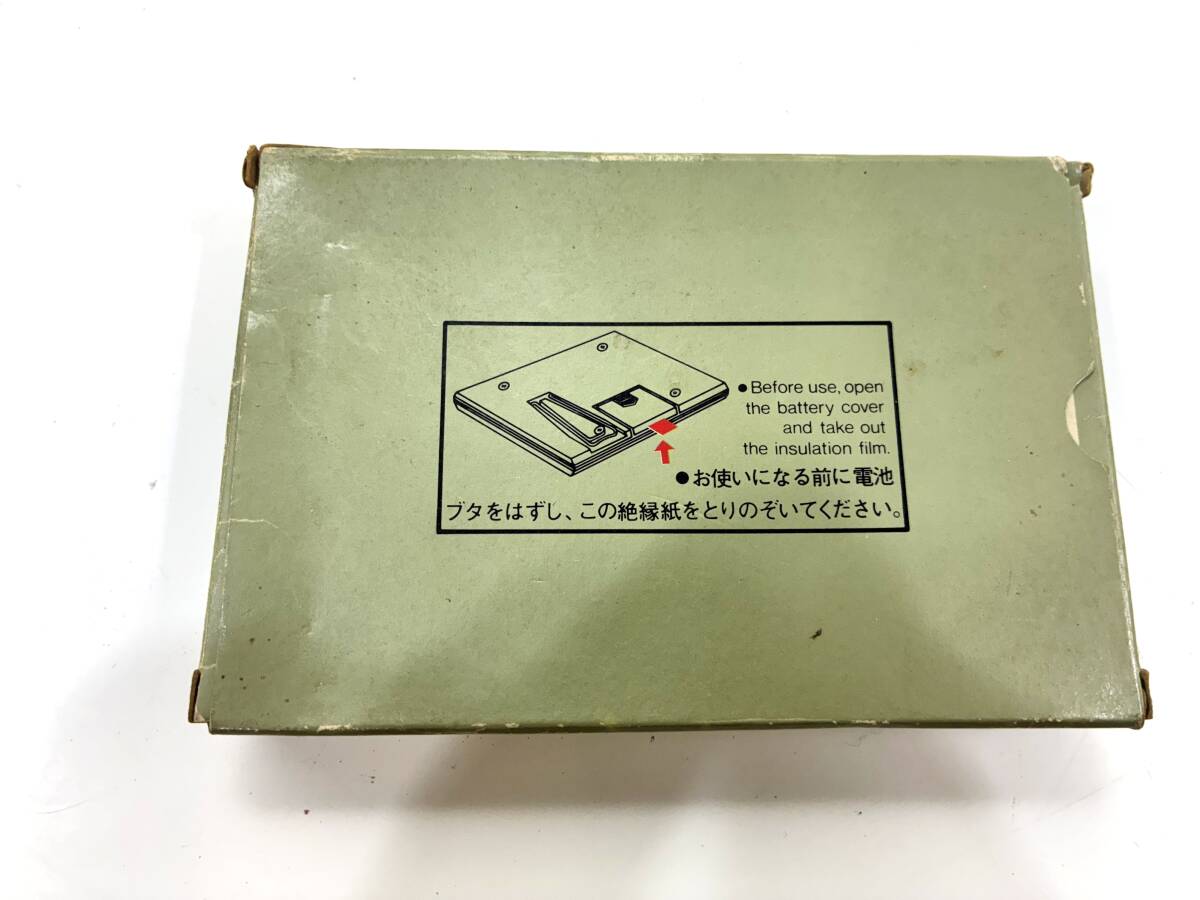 ●Before use, open
the battery cover
and take out
the insulation film.
●お使いになる前に電池
ブタをはずし、この絶縁紙をとりのぞいてください。